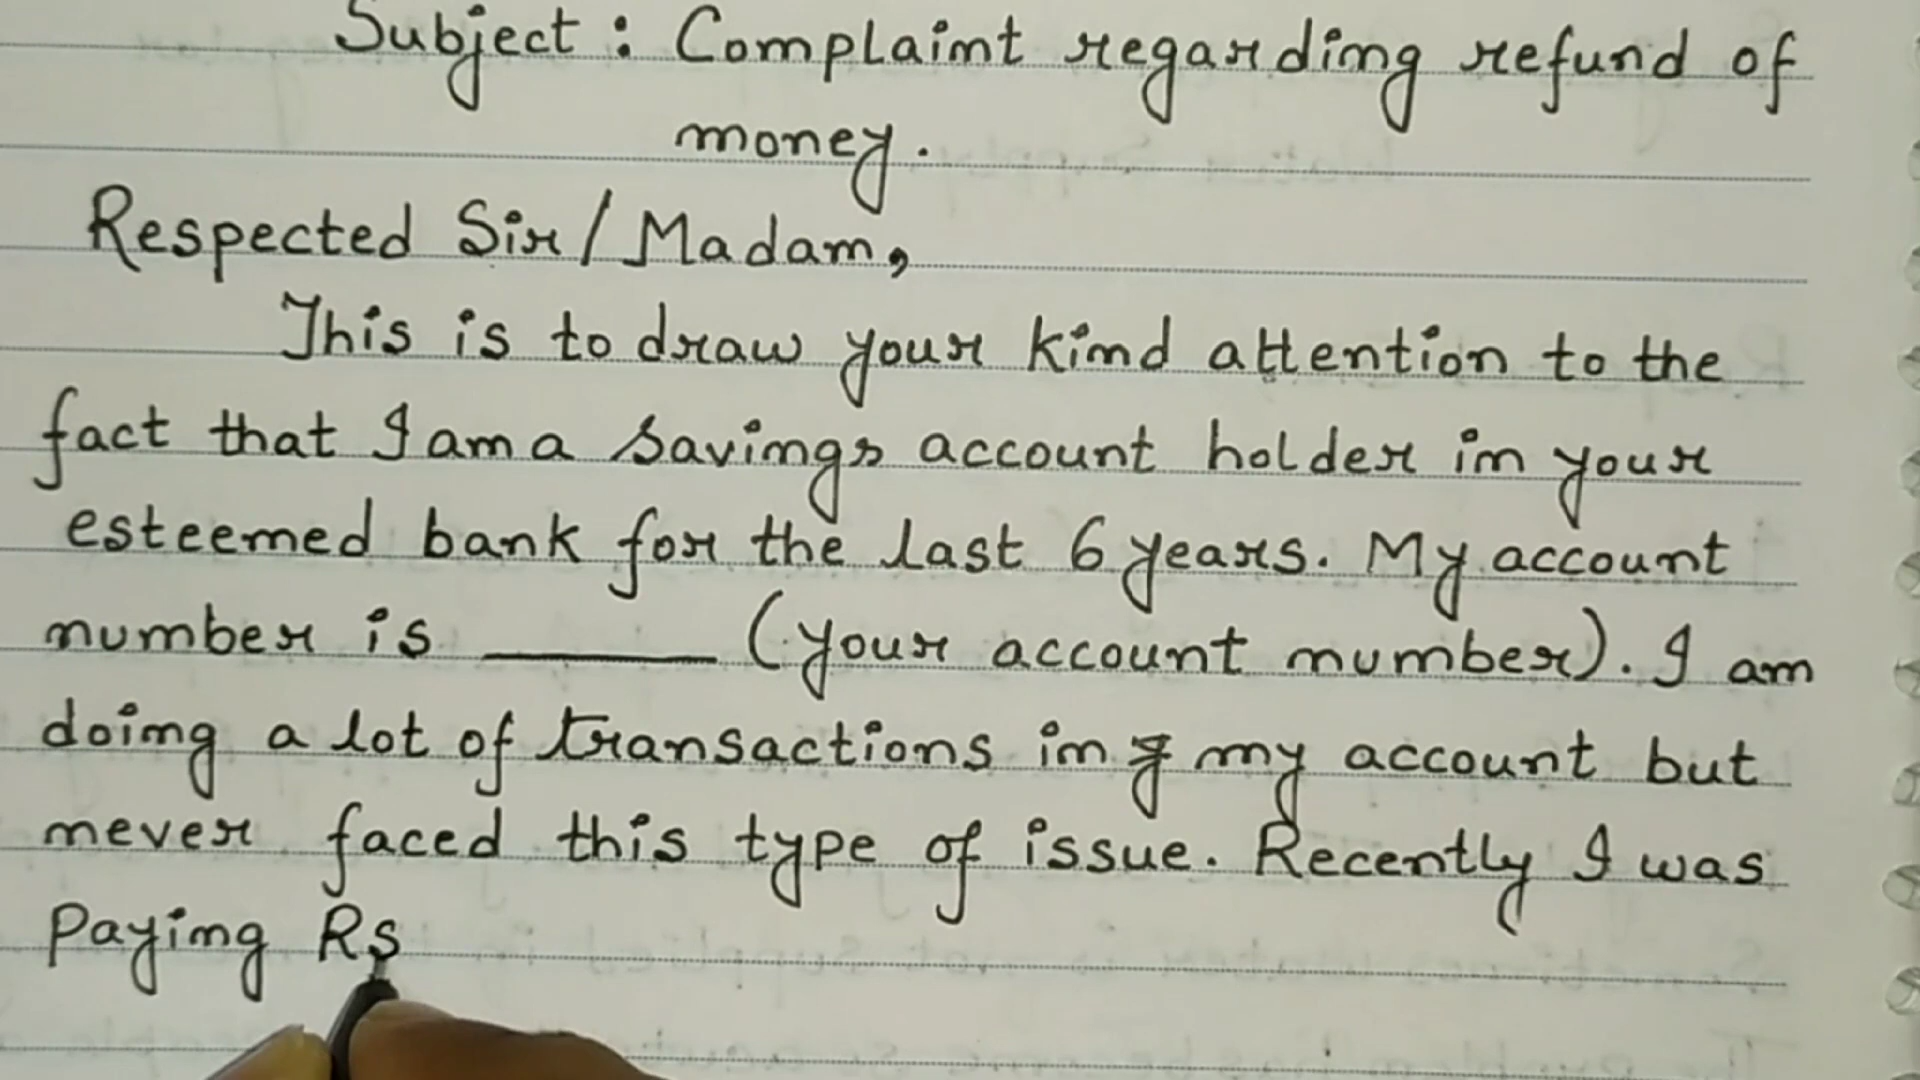 Subject : Complaint regarding refund of
money.
Respected Sir/Madam,
This is to draw your kind attention to the
fact that I am a savings account holder in your
esteemed bank for the last 6 years. My account
number is ______ (your account number). I am
doing a lot of transactions in my account but
never faced this type of issue. Recently I was
Paying Rs